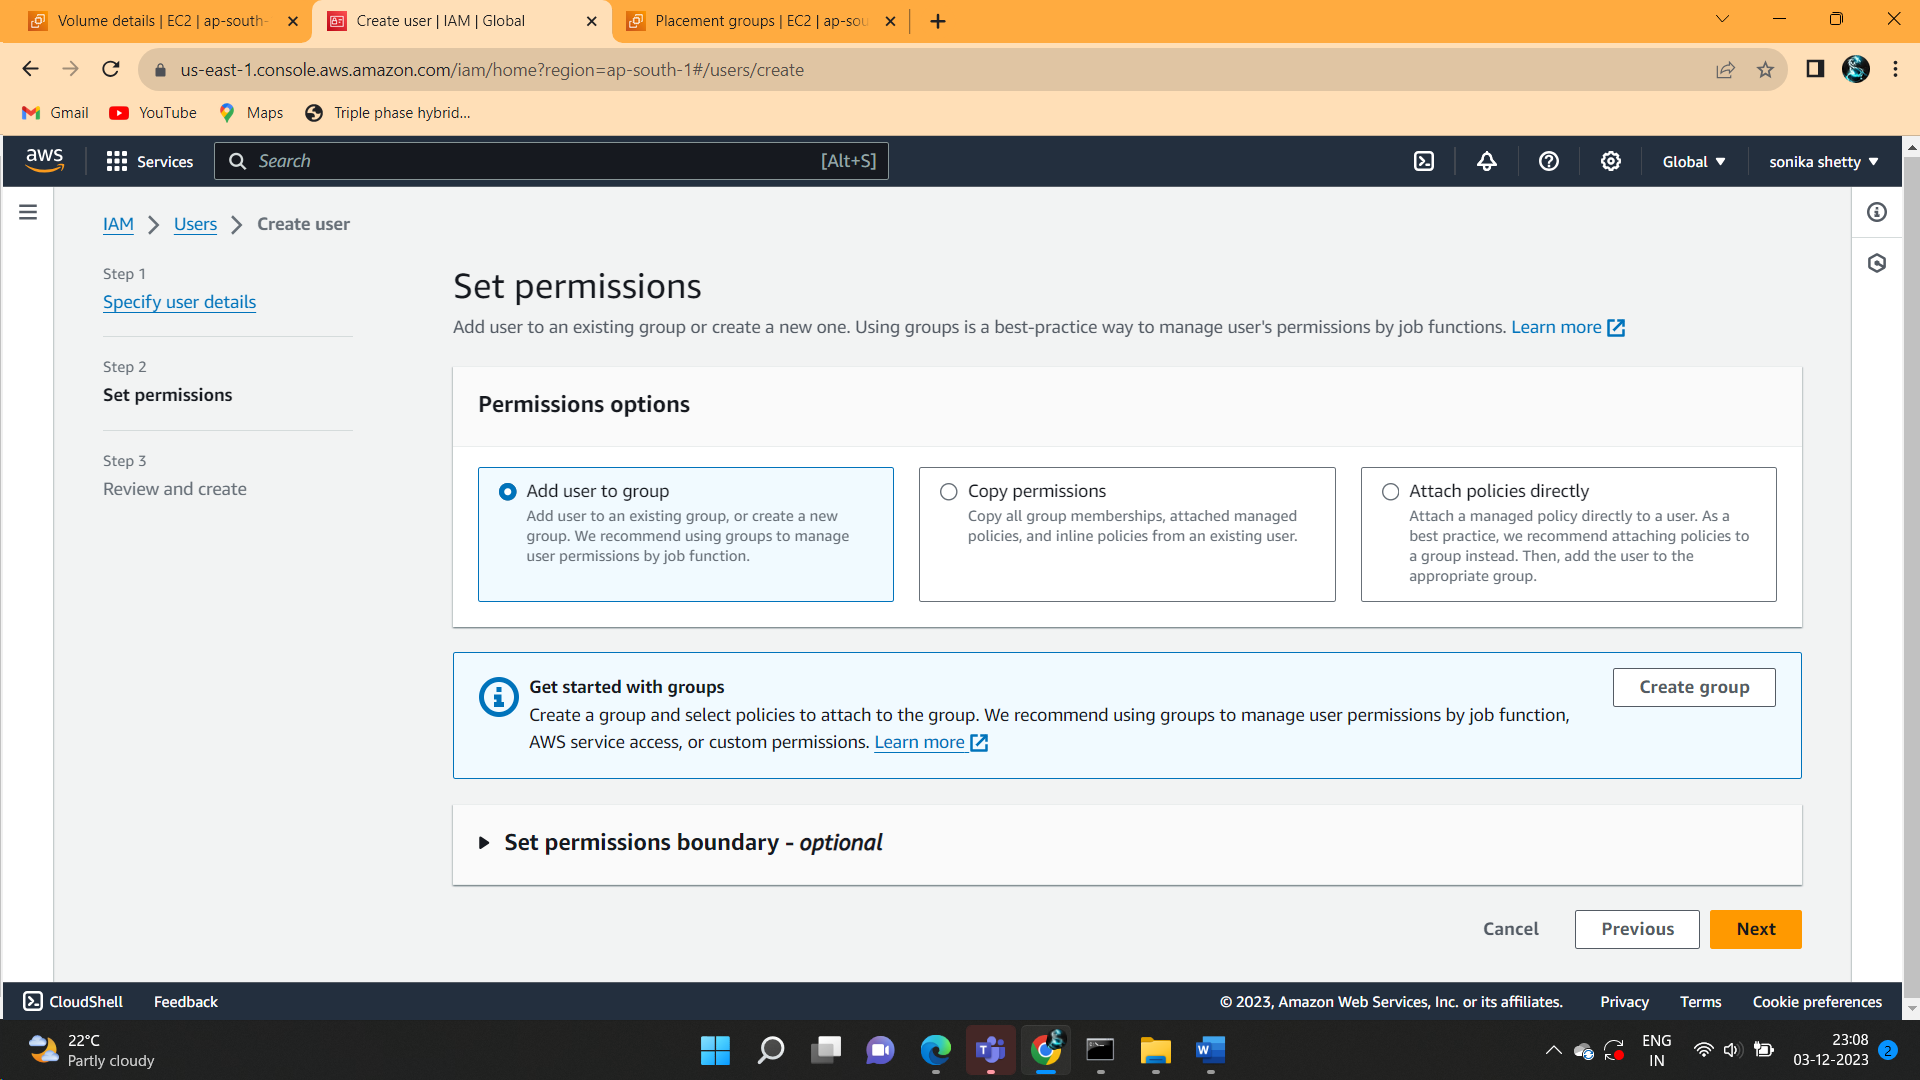 Volume details | EC2 | ap-south-
Create user | IAM | Global
Placement groups | EC2 | ap-sou
us-east-1.console.aws.amazon.com/iam/home?region=ap-south-1#/users/create
Gmail
YouTube
Maps
Triple phase hybrid...
aws
Services
Search
[Alt+S]
Global
sonika shetty
IAM
Users
Create user
Step 1
Specify user details
Step 2
Set permissions
Step 3
Review and create
Set permissions
Add user to an existing group or create a new one. Using groups is a best-practice way to manage user's permissions by job functions. Learn more
Permissions options
Add user to group
Add user to an existing group, or create a new
group. We recommend using groups to manage
user permissions by job function.
Copy permissions
Copy all group memberships, attached managed
policies, and inline policies from an existing user.
Attach policies directly
Attach a managed policy directly to a user. As a
best practice, we recommend attaching policies to
a group instead. Then, add the user to the
appropriate group.
Get started with groups
Create a group and select policies to attach to the group. We recommend using groups to manage user permissions by job function,
AWS service access, or custom permissions. Learn more
Create group
Set permissions boundary - optional
Cancel
Previous
Next
CloudShell
Feedback
© 2023, Amazon Web Services, Inc. or its affiliates.
Privacy
Terms
Cookie preferences
22°C
Partly cloudy
ENG
IN
23:08
03-12-2023
2